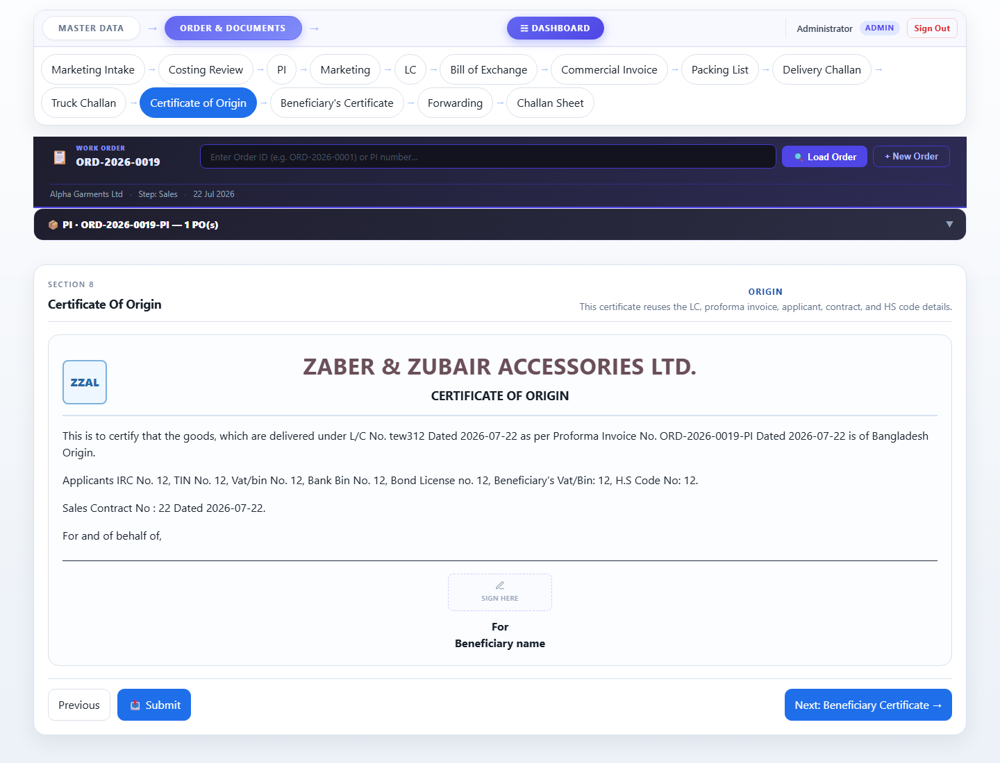 MASTER DATA → ORDER & DOCUMENTS → DASHBOARD Administrator ADMIN Sign Out
Marketing Intake → Costing Review → PI → Marketing → LC → Bill of Exchange → Commercial Invoice → Packing List → Delivery Challan →
Truck Challan → Certificate of Origin → Beneficiary's Certificate → Forwarding → Challan Sheet
WORK ORDER
ORD-2026-0019
Enter Order ID (e.g. ORD-2026-0001) or PI number...
Load Order
+ New Order
Alpha Garments Ltd · Step: Sales · 22 Jul 2026
PI · ORD-2026-0019-PI — 1 PO(s) ▼
SECTION 8
Certificate Of Origin
ORIGIN
This certificate reuses the LC, proforma invoice, applicant, contract, and HS code details.
ZZAL
ZABER & ZUBAIR ACCESSORIES LTD.
CERTIFICATE OF ORIGIN
This is to certify that the goods, which are delivered under L/C No. tew312 Dated 2026-07-22 as per Proforma Invoice No. ORD-2026-0019-PI Dated 2026-07-22 is of Bangladesh
Origin.
Applicants IRC No. 12, TIN No. 12, Vat/bin No. 12, Bank Bin No. 12, Bond License no. 12, Beneficiary's Vat/Bin: 12, H.S Code No: 12.
Sales Contract No : 22 Dated 2026-07-22.
For and of behalf of,
SIGN HERE
For
Beneficiary name
Previous
Submit
Next: Beneficiary Certificate →